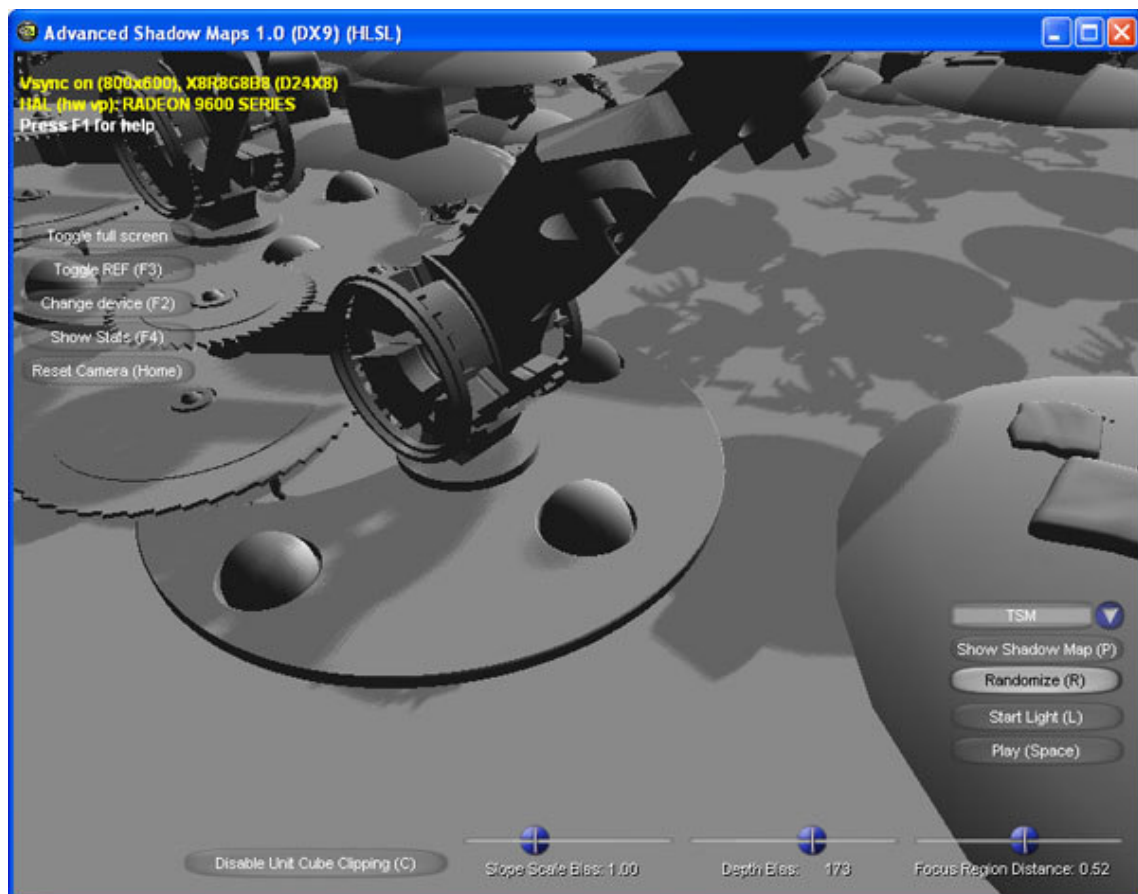 Advanced Shadow Maps 1.0 (DX9) (HLSL)
Vsync on (800x600), X8R8G8B8 (D24X8)
HAL (hw vp): RADEON 9600 SERIES
Press F1 for help
Toggle full screen
Toggle REF (F3)
Change device (F2)
Show Stats (F4)
Reset Camera (Home)
TSM
Show Shadow Map (P)
Randomize (R)
Start Light (L)
Play (Space)
Disable Unit Cube Clipping (C)
Slope Scale Bias: 1.00
Depth Bias: 173
Focus Region Distance: 0.52